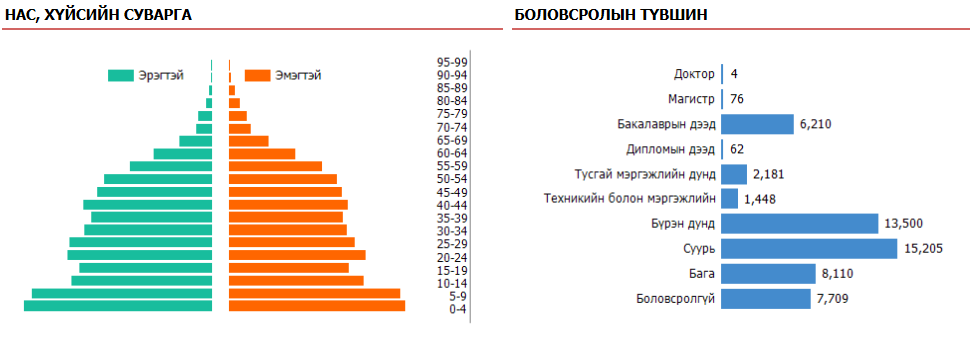 НАС, ХҮЙСИЙН СУВАРГА
Эрэгтэй
Эмэгтэй
95-99
90-94
85-89
80-84
75-79
70-74
65-69
60-64
55-59
50-54
45-49
40-44
35-39
30-34
25-29
20-24
15-19
10-14
5-9
0-4
БОЛОВСРОЛЫН ТҮВШИН
Доктор 4
Магистр 76
Бакалаврын дээд 6,210
Дипломын дээд 62
Тусгай мэргэжлийн дунд 2,181
Техникийн болон мэргэжлийн 1,448
Бүрэн дунд 13,500
Суурь 15,205
Бага 8,110
Боловсролгүй 7,709